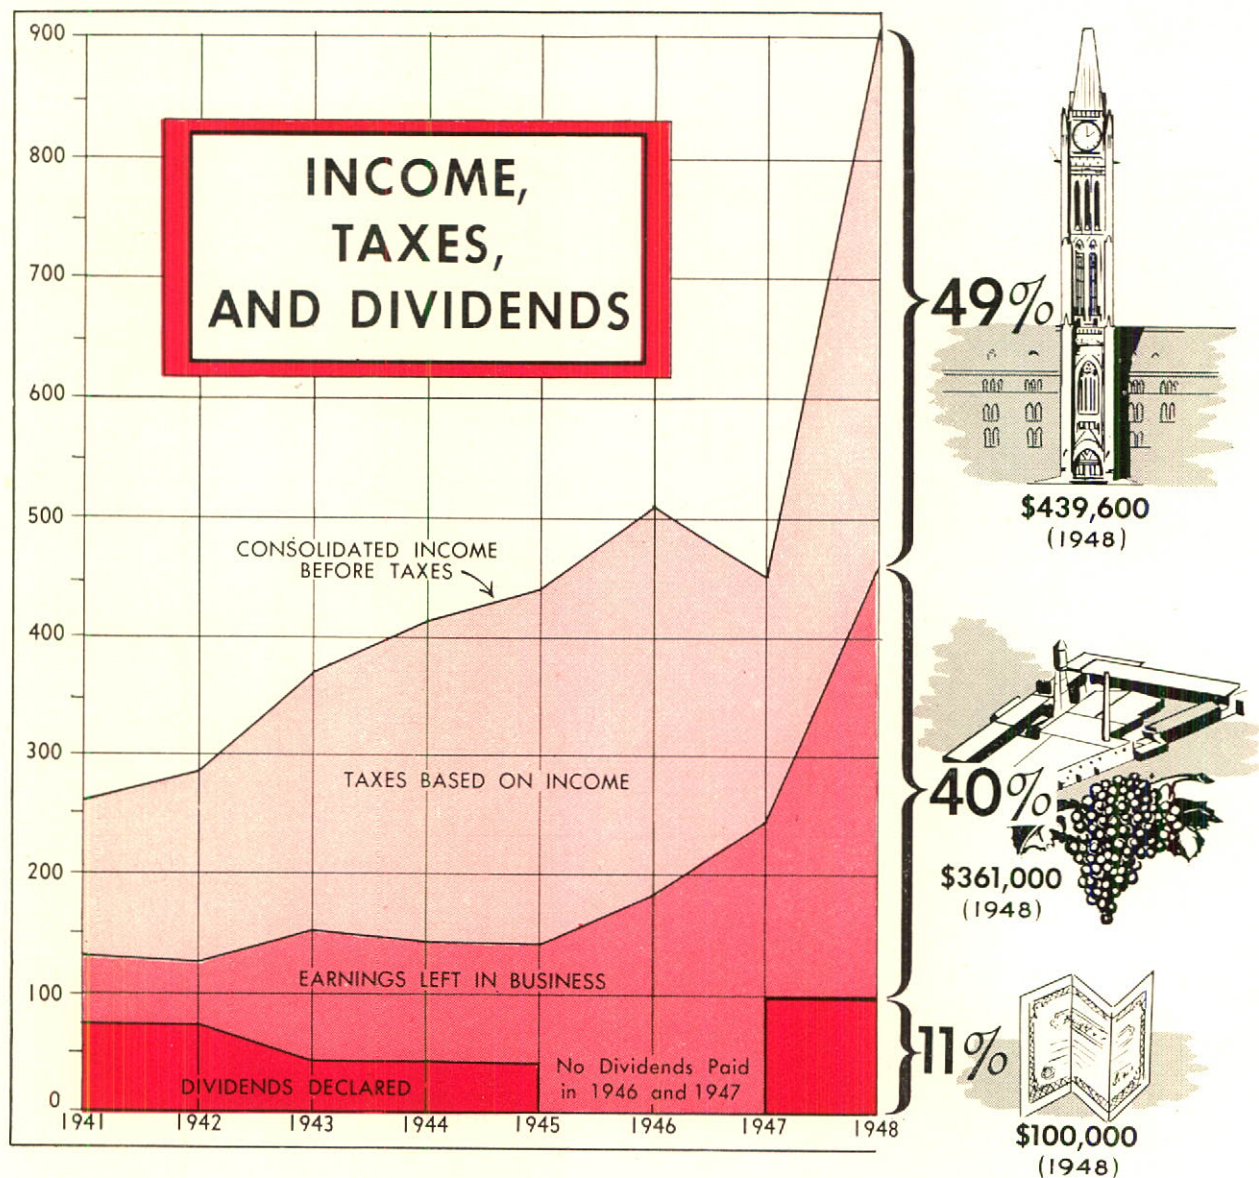 INCOME,
TAXES,
AND DIVIDENDS
900
800
700
600
500
400
300
200
100
0
CONSOLIDATED INCOME
BEFORE TAXES
TAXES BASED ON INCOME
EARNINGS LEFT IN BUSINESS
DIVIDENDS DECLARED
No Dividends Paid
in 1946 and 1947
1941 1942 1943 1944 1945 1946 1947 1948
49%
$439,600
(1948)
40%
$361,000
(1948)
11%
$100,000
(1948)